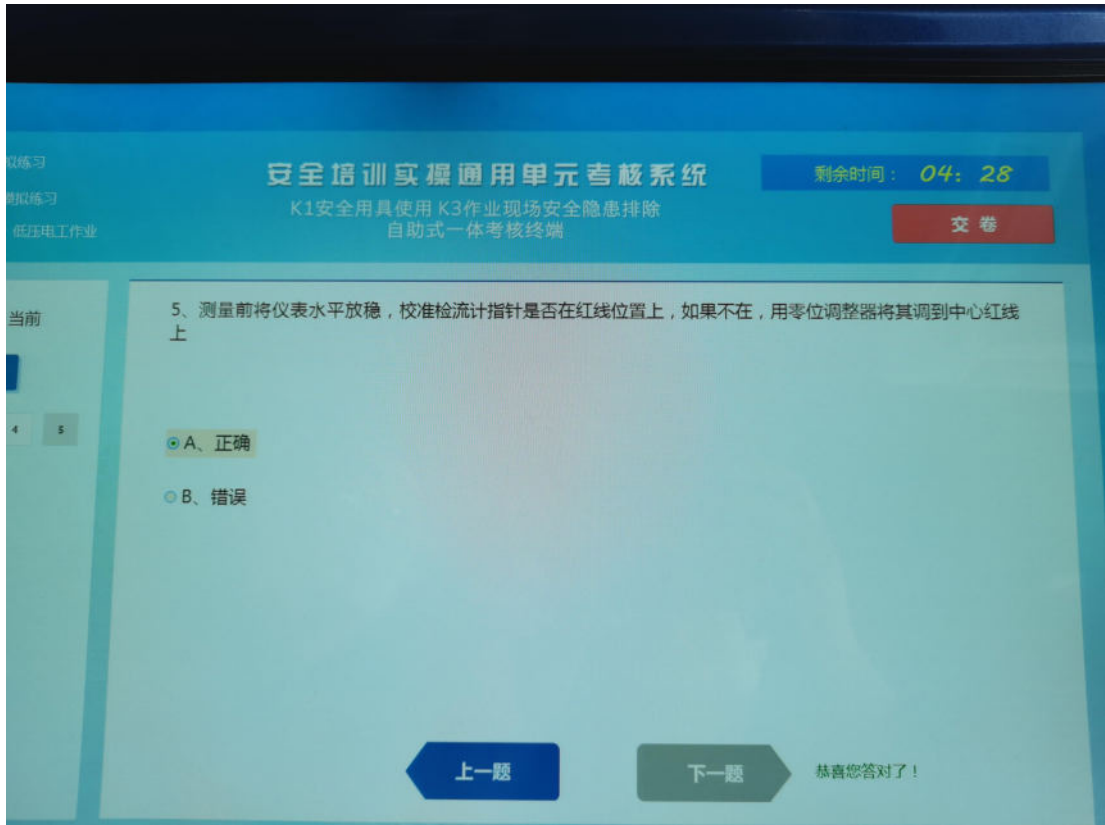 拟练习
模拟练习
低压电工作业
安全培训实操通用单元考核系统
K1安全用具使用 K3作业现场安全隐患排除
自助式一体考核终端
剩余时间： 04：28
交 卷
当前
4 5
5、测量前将仪表水平放稳，校准检流计指针是否在红线位置上，如果不在，用零位调整器将其调到中心红线
上
A、正确
B、错误
上一题
下一题
恭喜您答对了！